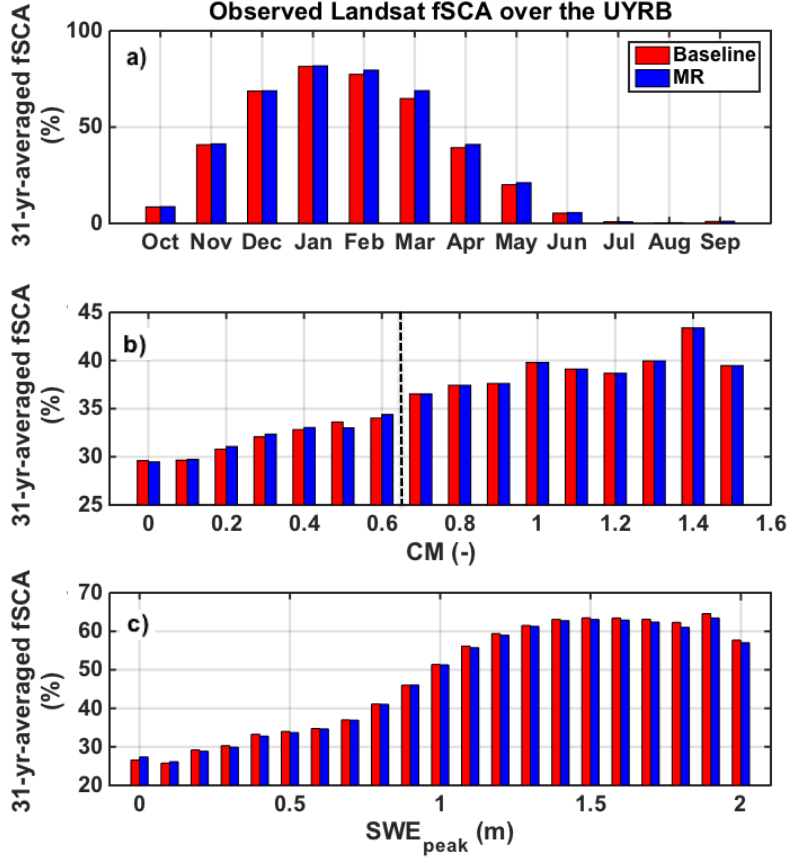 Observed Landsat fSCA over the UYRB
31-yr-averaged fSCA
(%)
100
50
0
a)
Baseline
MR
Oct Nov Dec Jan Feb Mar Apr May Jun Jul Aug Sep
31-yr-averaged fSCA
(%)
45
40
35
30
25
b)
0 0.2 0.4 0.6 0.8 1 1.2 1.4 1.6
CM (-)
31-yr-averaged fSCA
(%)
70
60
50
40
30
20
c)
0 0.5 1 1.5 2
SWEpeak (m)